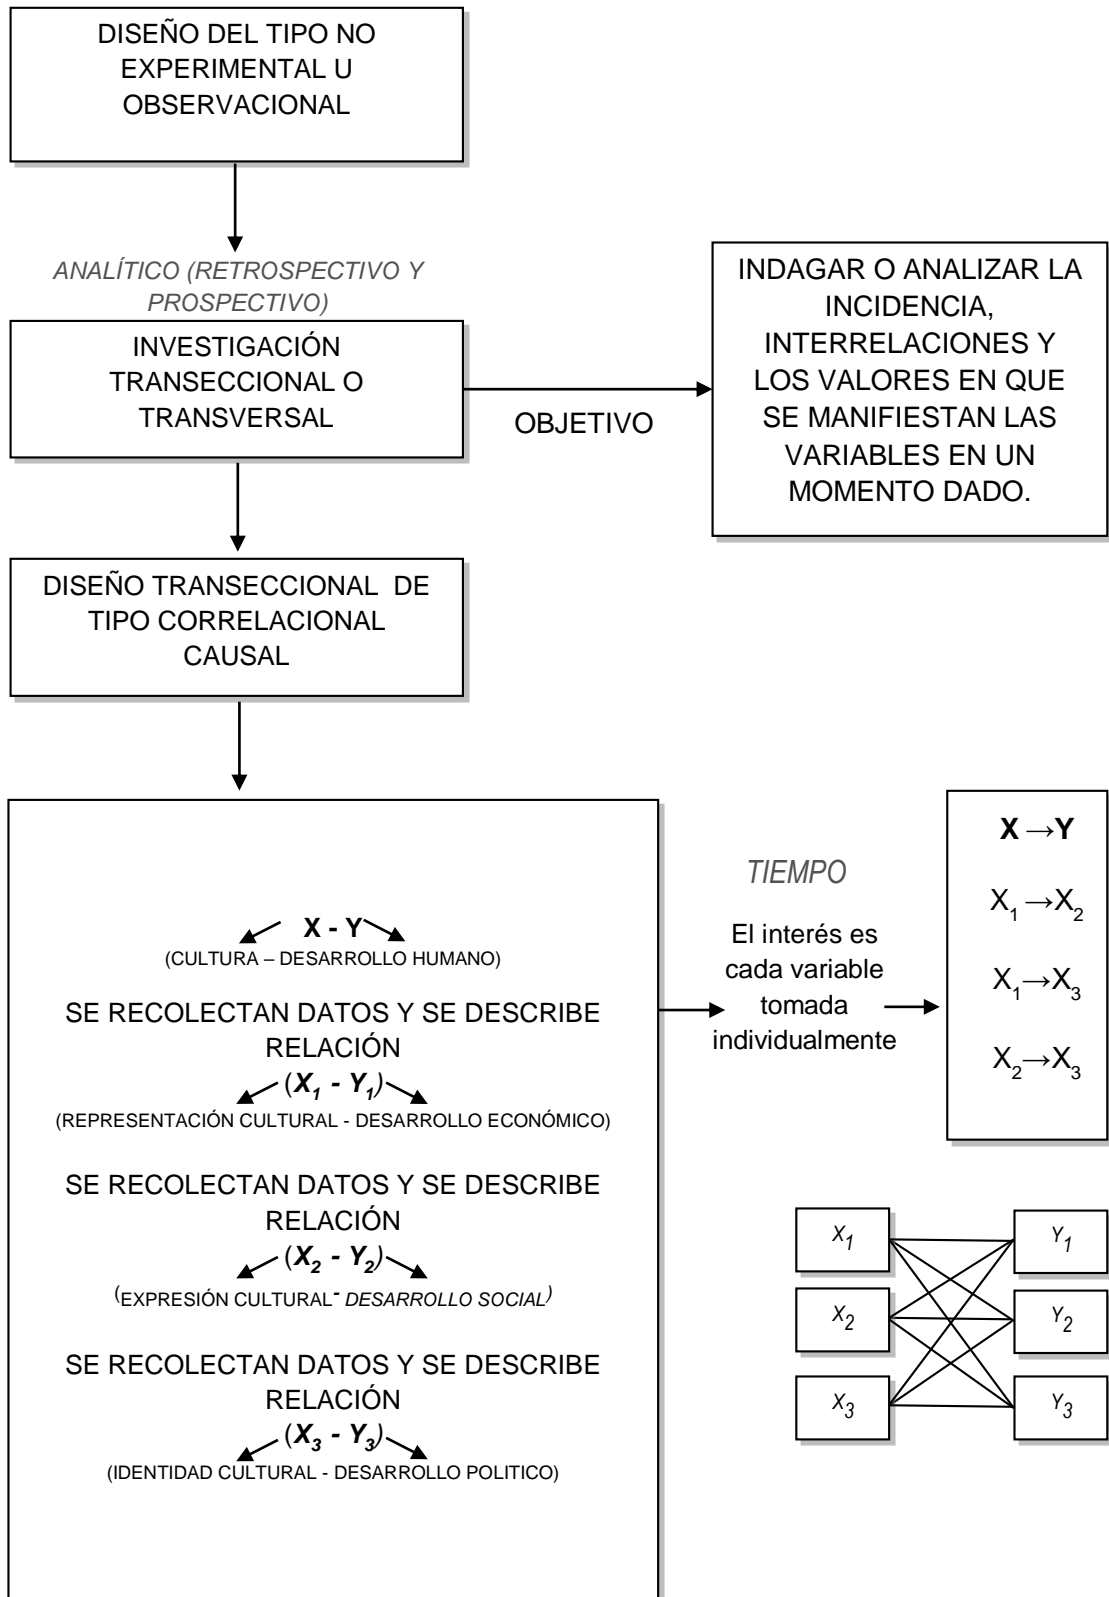 DISEÑO DEL TIPO NO
EXPERIMENTAL U
OBSERVACIONAL
ANALÍTICO (RETROSPECTIVO Y
PROSPECTIVO)
INVESTIGACIÓN
TRANSECCIONAL O
TRANSVERSAL
OBJETIVO
INDAGAR O ANALIZAR LA
INCIDENCIA,
INTERRELACIONES Y
LOS VALORES EN QUE
SE MANIFIESTAN LAS
VARIABLES EN UN
MOMENTO DADO.
DISEÑO TRANSECCIONAL DE
TIPO CORRELACIONAL
CAUSAL
X - Y
(CULTURA – DESARROLLO HUMANO)
SE RECOLECTAN DATOS Y SE DESCRIBE
RELACIÓN
(X₁ - Y₁)
(REPRESENTACIÓN CULTURAL - DESARROLLO ECONÓMICO)
SE RECOLECTAN DATOS Y SE DESCRIBE
RELACIÓN
(X₂ - Y₂)
(EXPRESIÓN CULTURAL- DESARROLLO SOCIAL)
SE RECOLECTAN DATOS Y SE DESCRIBE
RELACIÓN
(X₃ - Y₃)
(IDENTIDAD CULTURAL - DESARROLLO POLITICO)
TIEMPO
El interés es
cada variable
tomada
individualmente
X →Y
X₁ →X₂
X₁→X₃
X₂→X₃
X₁
Y₁
X₂
Y₂
X₃
Y₃